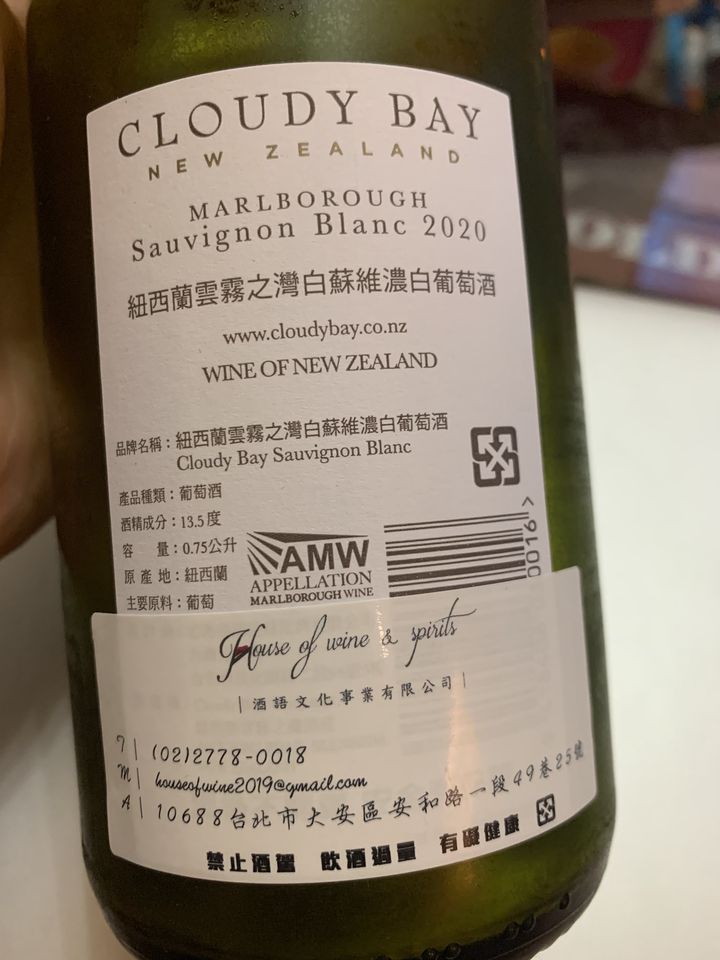 CLOUDY BAY
NEW ZEALAND
MARLBOROUGH
Sauvignon Blanc 2020
紐西蘭雲霧之灣白蘇維濃白葡萄酒
www.cloudybay.co.nz
WINE OF NEW ZEALAND
品牌名稱：紐西蘭雲霧之灣白蘇維濃白葡萄酒
Cloudy Bay Sauvignon Blanc
產品種類：葡萄酒
酒精成分：13.5度
容 量：0.75公升
原 產 地：紐西蘭
主要原料：葡萄
AMW
APPELLATION
MARLBOROUGH WINE
0016>
House of wine & spirits
|酒語文化事業有限公司|
T| (02)2778-0018
M| houseofwine2019@gmail.com
A| 10688台北市大安區安和路一段49巷25號
禁止酒駕 飲酒過量 有礙健康